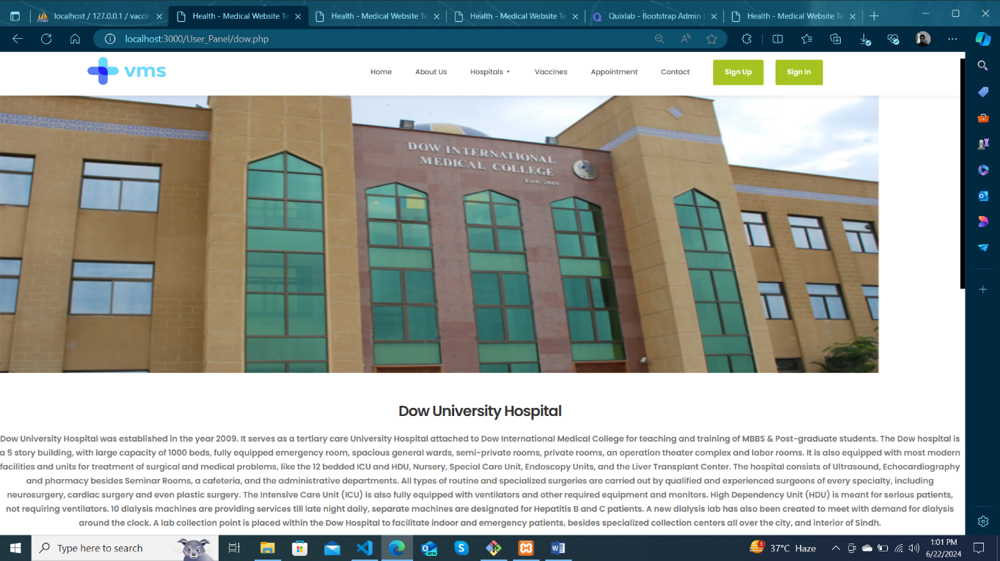 localhost / 127.0.0.1 / vaccin
Health - Medical Website Te
Health - Medical Website Te
Health - Medical Website Te
Quixlab - Bootstrap Admin
Health - Medical Website Te
localhost:3000/User_Panel/dow.php
vms
Home
About Us
Hospitals
Vaccines
Appointment
Contact
Sign Up
Sign In
DOW INTERNATIONAL
MEDICAL COLLEGE
Estd. 2009
Dow University Hospital
Dow University Hospital was established in the year 2009. It serves as a tertiary care University Hospital attached to Dow International Medical College for teaching and training of MBBS & Post-graduate students. The Dow hospital is
a 5 story building, with large capacity of 1000 beds, fully equipped emergency room, spacious general wards, semi-private rooms, private rooms, an operation theater complex and labor rooms. It is also equipped with most modern
facilities and units for treatment of surgical and medical problems, like the 12 bedded ICU and HDU, Nursery, Special Care Unit, Endoscopy Units, and the Liver Transplant Center. The hospital consists of Ultrasound, Echocardiography
and pharmacy besides Seminar Rooms, a cafeteria, and the administrative departments. All types of routine and specialized surgeries are carried out by qualified and experienced surgeons of every specialty, including
neurosurgery, cardiac surgery and even plastic surgery. The Intensive Care Unit (ICU) is also fully equipped with ventilators and other required equipment and monitors. High Dependency Unit (HDU) is meant for serious patients,
not requiring ventilators. 10 dialysis machines are providing services till late night daily, separate machines are designated for Hepatitis B and C patients. A new dialysis lab has also been created to meet with demand for dialysis
around the clock. A lab collection point is placed within the Dow Hospital to facilitate indoor and emergency patients, besides specialized collection centers all over the city, and interior of Sindh.
Type here to search
37°C Haze
1:01 PM
6/22/2024